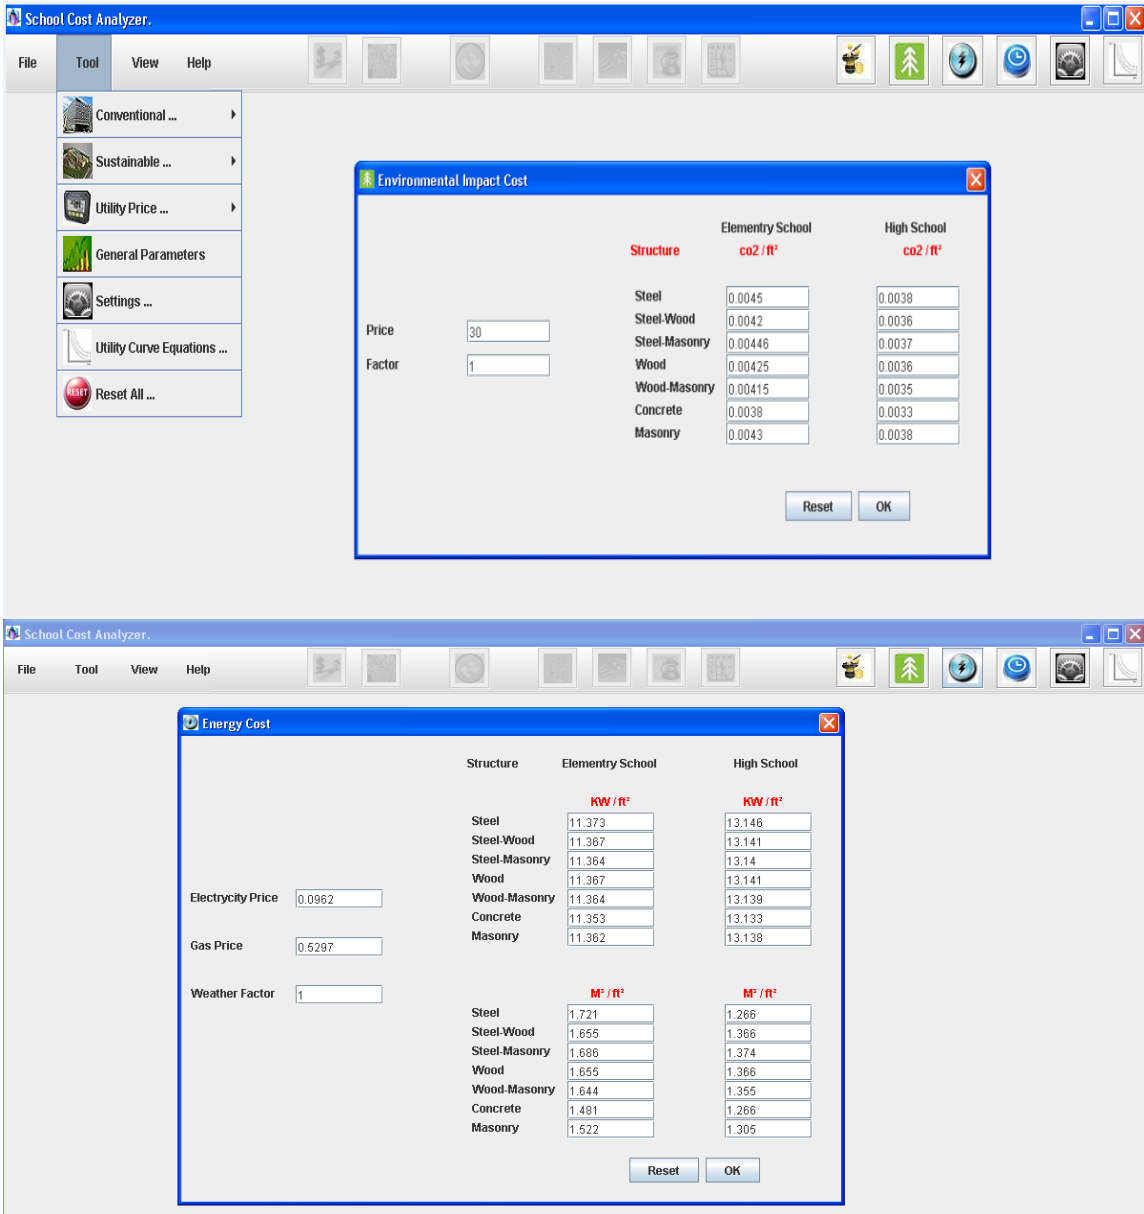 School Cost Analyzer.
File Tool View Help
Conventional ...
Sustainable ...
Utility Price ...
General Parameters
Settings ...
Utility Curve Equations ...
RESET Reset All ...
Environmental Impact Cost
Elementry School High School
Structure co2 / ft² co2 / ft²
Steel 0.0045 0.0038
Steel-Wood 0.0042 0.0036
Steel-Masonry 0.00446 0.0037
Wood 0.00425 0.0036
Wood-Masonry 0.00415 0.0035
Concrete 0.0038 0.0033
Masonry 0.0043 0.0038
Price 30
Factor 1
Reset OK
School Cost Analyzer.
File Tool View Help
Energy Cost
Structure Elementry School High School
KW / ft² KW / ft²
Steel 11.373 13.146
Steel-Wood 11.367 13.141
Steel-Masonry 11.364 13.14
Wood 11.367 13.141
Wood-Masonry 11.364 13.139
Concrete 11.353 13.133
Masonry 11.362 13.138
Electrycity Price 0.0962
Gas Price 0.5297
Weather Factor 1
M³ / ft² M³ / ft²
Steel 1.721 1.266
Steel-Wood 1.655 1.366
Steel-Masonry 1.686 1.374
Wood 1.655 1.366
Wood-Masonry 1.644 1.355
Concrete 1.481 1.266
Masonry 1.522 1.305
Reset OK